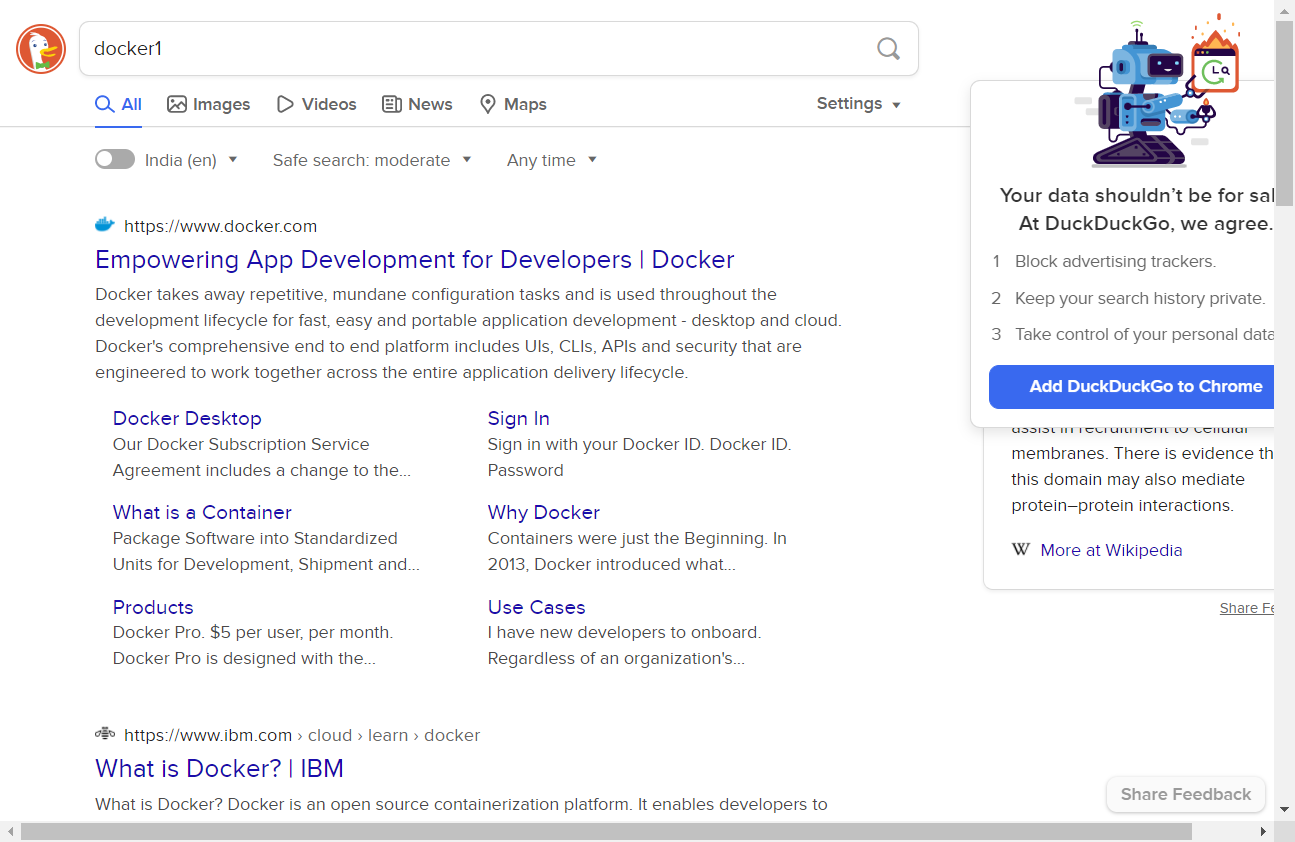 docker1
All
Images
Videos
News
Maps
Settings
India (en)
Safe search: moderate
Any time
https://www.docker.com
Empowering App Development for Developers | Docker
Docker takes away repetitive, mundane configuration tasks and is used throughout the
development lifecycle for fast, easy and portable application development - desktop and cloud.
Docker's comprehensive end to end platform includes UIs, CLIs, APIs and security that are
engineered to work together across the entire application delivery lifecycle.
Docker Desktop
Our Docker Subscription Service
Agreement includes a change to the...
Sign In
Sign in with your Docker ID. Docker ID.
Password
What is a Container
Package Software into Standardized
Units for Development, Shipment and...
Why Docker
Containers were just the Beginning. In
2013, Docker introduced what...
Products
Docker Pro. $5 per user, per month.
Docker Pro is designed with the...
Use Cases
I have new developers to onboard.
Regardless of an organization's...
https://www.ibm.com › cloud › learn › docker
What is Docker? | IBM
What is Docker? Docker is an open source containerization platform. It enables developers to
Your data shouldn't be for
At DuckDuckGo, we agree.
1 Block advertising trackers.
2 Keep your search history private.
3 Take control of your personal data
Add DuckDuckGo to Chrome
assist in recruitment to cellular
membranes. There is evidence
this domain may also mediate
protein–protein interactions.
W More at Wikipedia
Share
Share Feedback